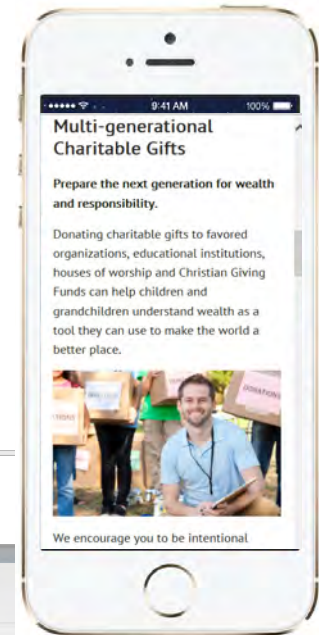 9:41 AM 100%
Multi-generational
Charitable Gifts
Prepare the next generation for wealth
and responsibility.
Donating charitable gifts to favored
organizations, educational institutions,
houses of worship and Christian Giving
Funds can help children and
grandchildren understand wealth as a
tool they can use to make the world a
better place.
DONATIONS
DONATIONS
We encourage you to be intentional